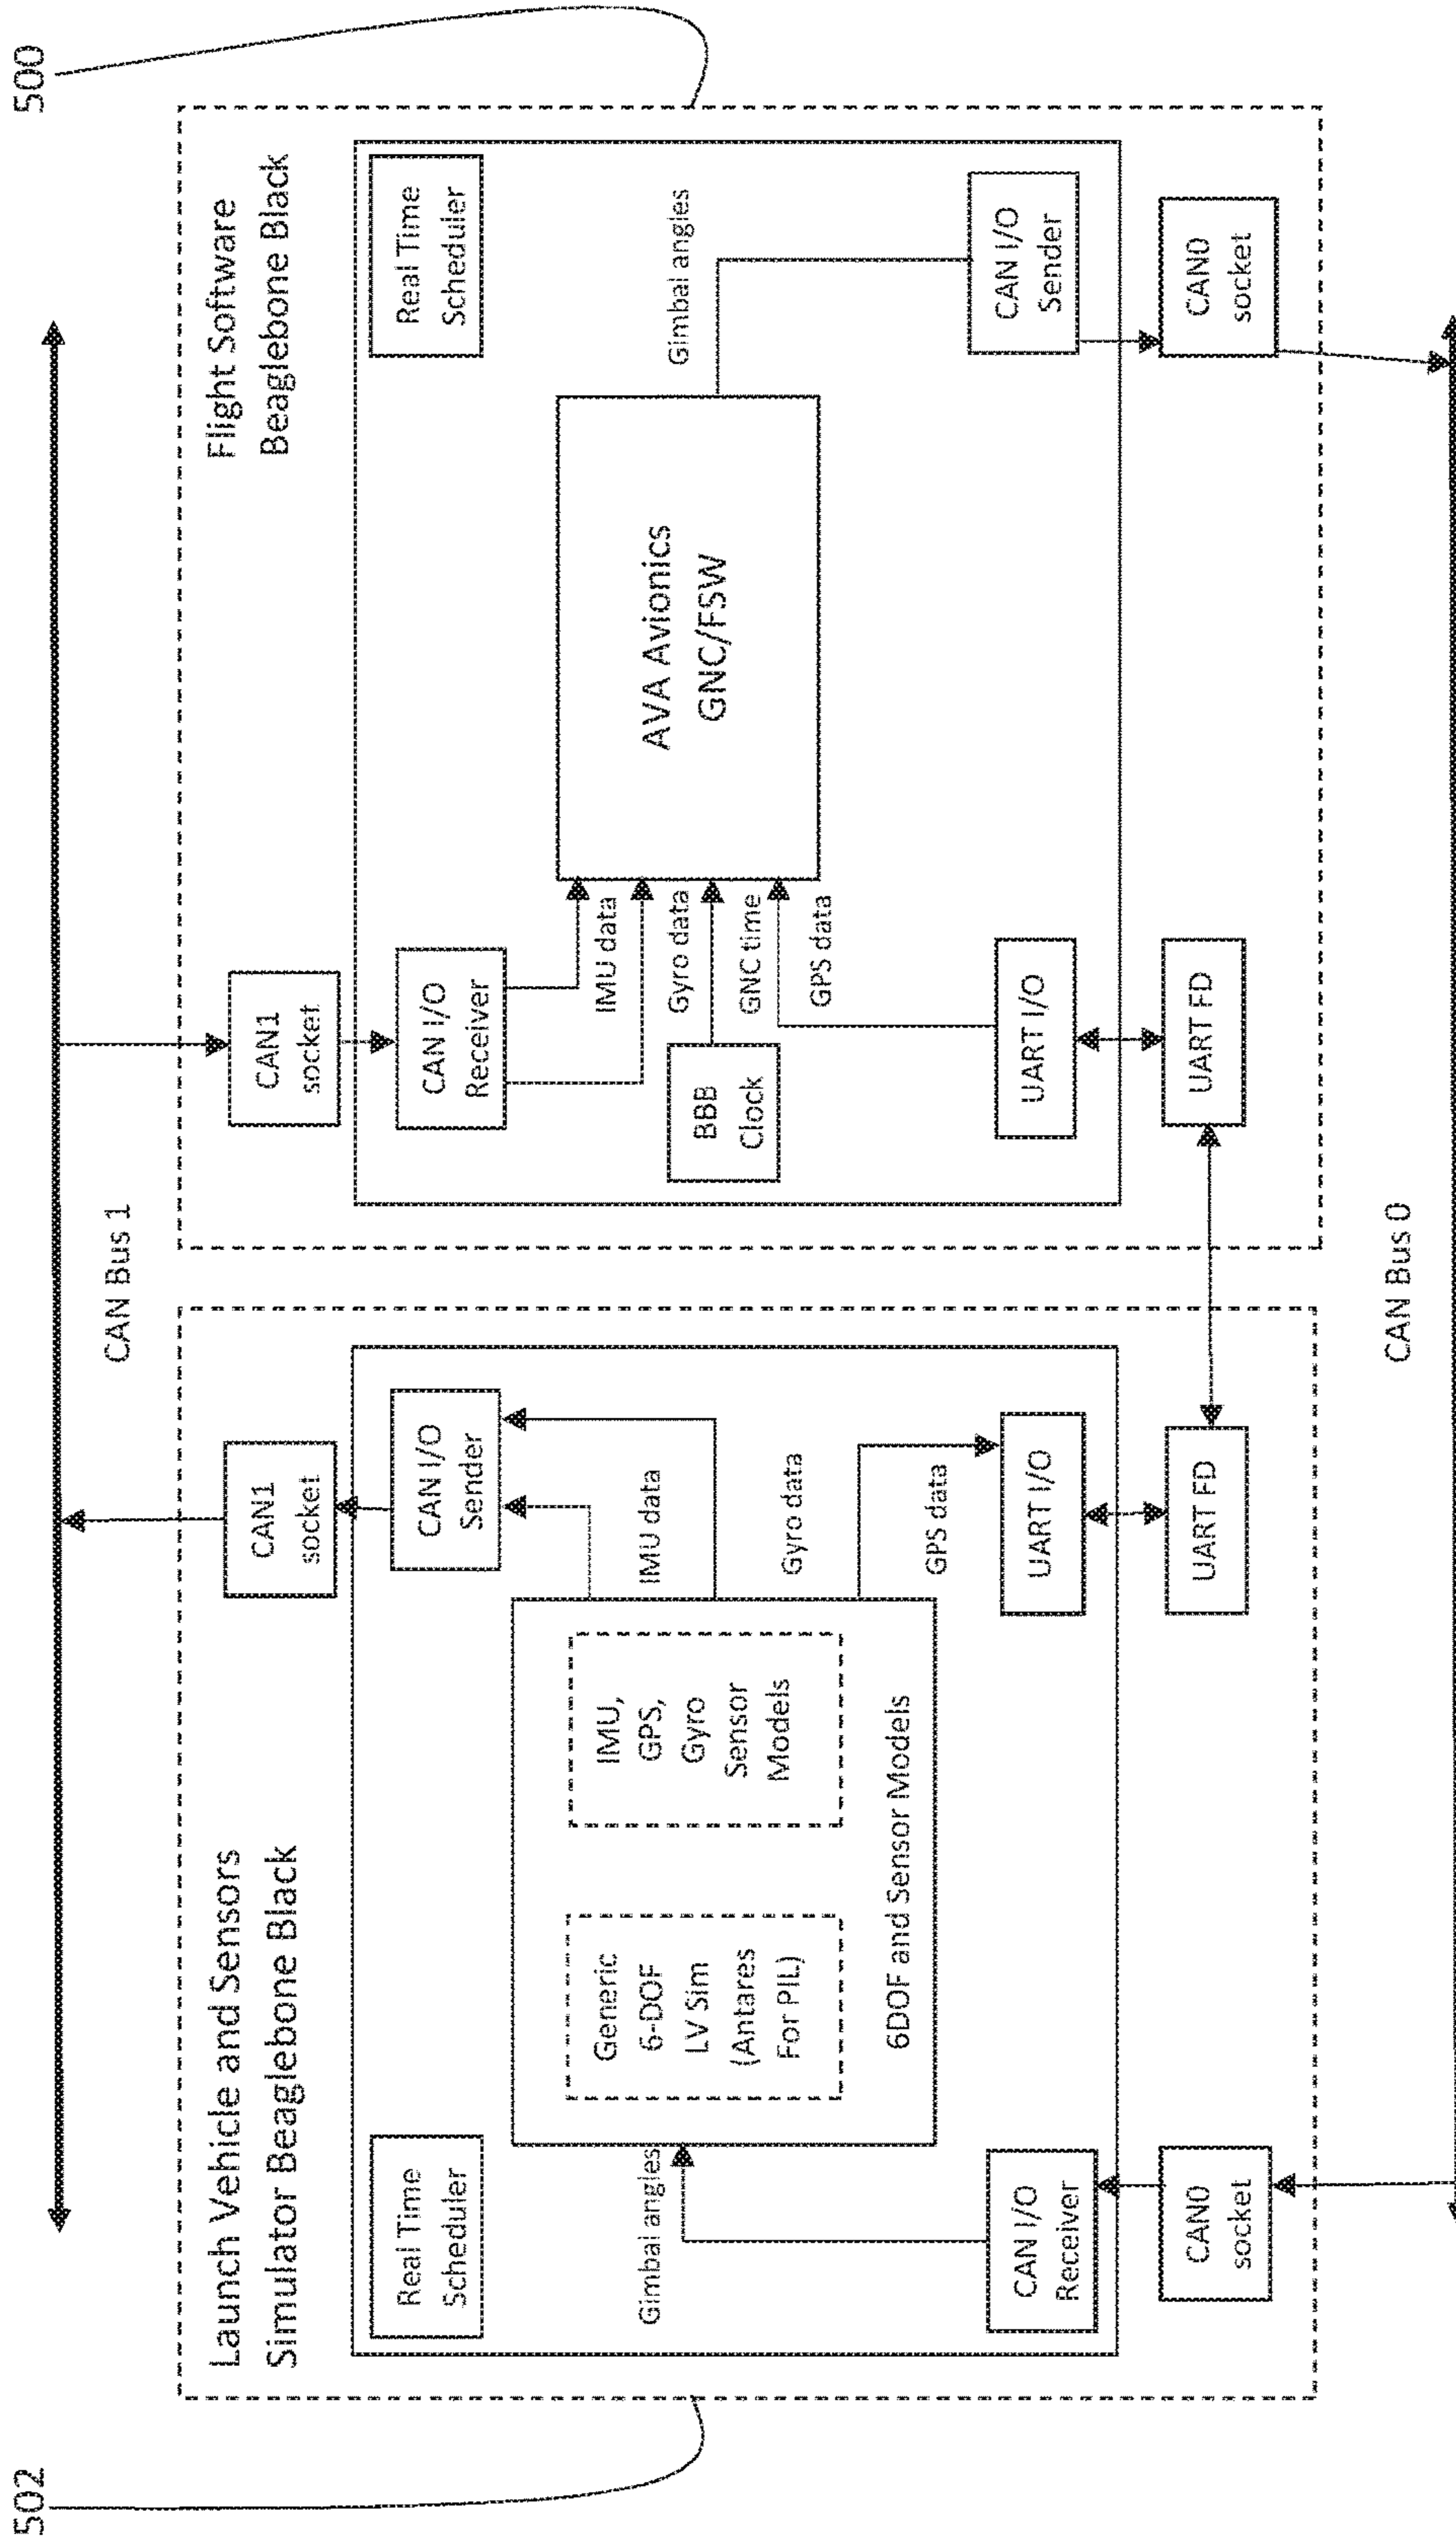 502
500
CAN Bus 1
Launch Vehicle and Sensors
Simulator Beaglebone Black
CAN1
socket
Real Time
Scheduler
CAN I/O
Sender
Generic
6-DOF
LV Sim
(Antares
For PIL)
IMU,
GPS,
Gyro
Sensor
Models
6DOF and Sensor Models
Gimbal angles
IMU data
Gyro data
GPS data
CAN I/O
Receiver
UART I/O
CAN0
socket
UART FD
Flight Software
Beaglebone Black
CAN1
socket
CAN I/O
Receiver
Real Time
Scheduler
IMU data
Gyro data
GNC time
GPS data
BBB
Clock
AVA Avionics
GNC/FSW
Gimbal angles
UART I/O
CAN I/O
Sender
UART FD
CAN0
socket
CAN Bus 0